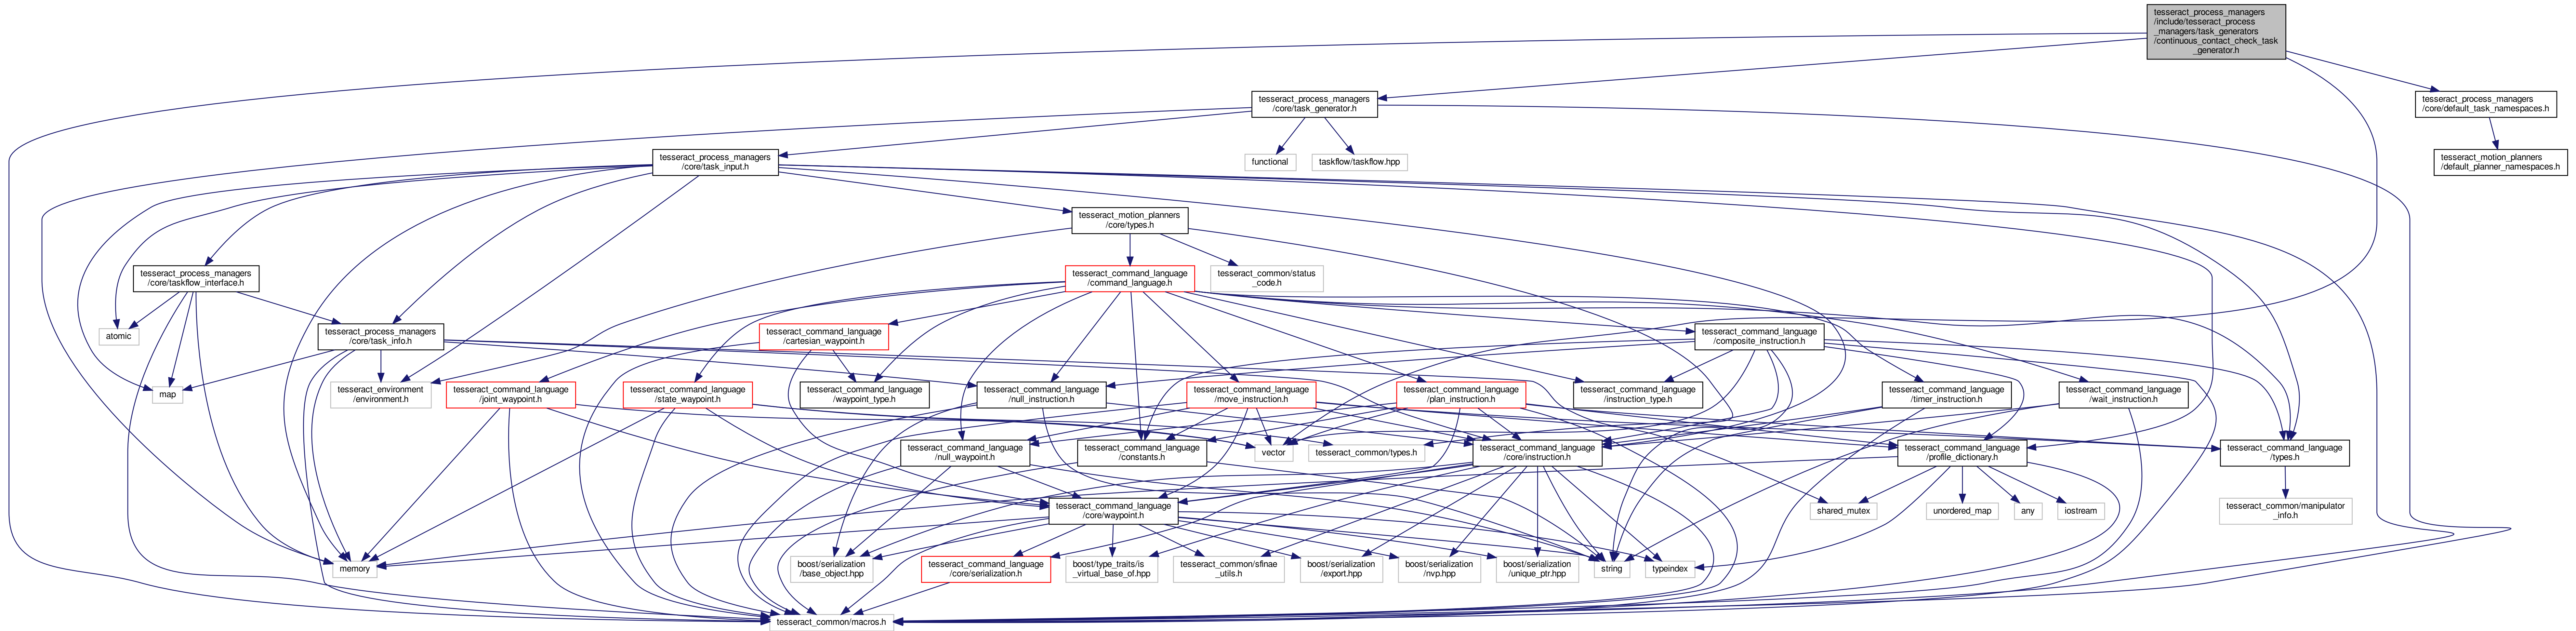 tesseract_process_managers
/include/tesseract_process
_managers/task_generators
/continuous_contact_check_task
_generator.h
tesseract_process_managers
/core/task_generator.h
tesseract_process_managers
/core/default_task_namespaces.h
tesseract_process_managers
/core/task_input.h
functional
taskflow/taskflow.hpp
tesseract_motion_planners
/default_planner_namespaces.h
tesseract_motion_planners
/core/types.h
tesseract_process_managers
/core/taskflow_interface.h
tesseract_command_language
/command_language.h
tesseract_common/status
_code.h
atomic
tesseract_process_managers
/core/task_info.h
tesseract_command_language
/cartesian_waypoint.h
tesseract_command_language
/composite_instruction.h
map
tesseract_environment
/environment.h
tesseract_command_language
/joint_waypoint.h
tesseract_command_language
/state_waypoint.h
tesseract_command_language
/waypoint_type.h
tesseract_command_language
/null_instruction.h
tesseract_command_language
/move_instruction.h
tesseract_command_language
/plan_instruction.h
tesseract_command_language
/instruction_type.h
tesseract_command_language
/timer_instruction.h
tesseract_command_language
/wait_instruction.h
tesseract_command_language
/null_waypoint.h
tesseract_command_language
/constants.h
vector
tesseract_common/types.h
tesseract_command_language
/core/instruction.h
tesseract_command_language
/profile_dictionary.h
tesseract_command_language
/types.h
tesseract_command_language
/core/waypoint.h
shared_mutex
unordered_map
any
iostream
tesseract_common/manipulator
_info.h
memory
boost/serialization
/base_object.hpp
tesseract_command_language
/core/serialization.h
boost/type_traits/is
_virtual_base_of.hpp
tesseract_common/sfinae
_utils.h
boost/serialization
/export.hpp
boost/serialization
/nvp.hpp
boost/serialization
/unique_ptr.hpp
string
typeindex
tesseract_common/macros.h